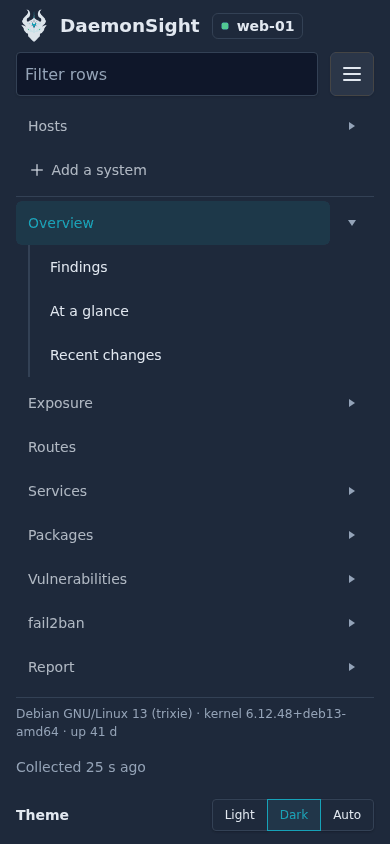 DaemonSight web-01
Filter rows
Hosts
Add a system
Overview
Findings
At a glance
Recent changes
Exposure
Routes
Services
Packages
Vulnerabilities
fail2ban
Report
Debian GNU/Linux 13 (trixie) · kernel 6.12.48+deb13-
amd64 · up 41 d
Collected 25 s ago
Theme Light Dark Auto